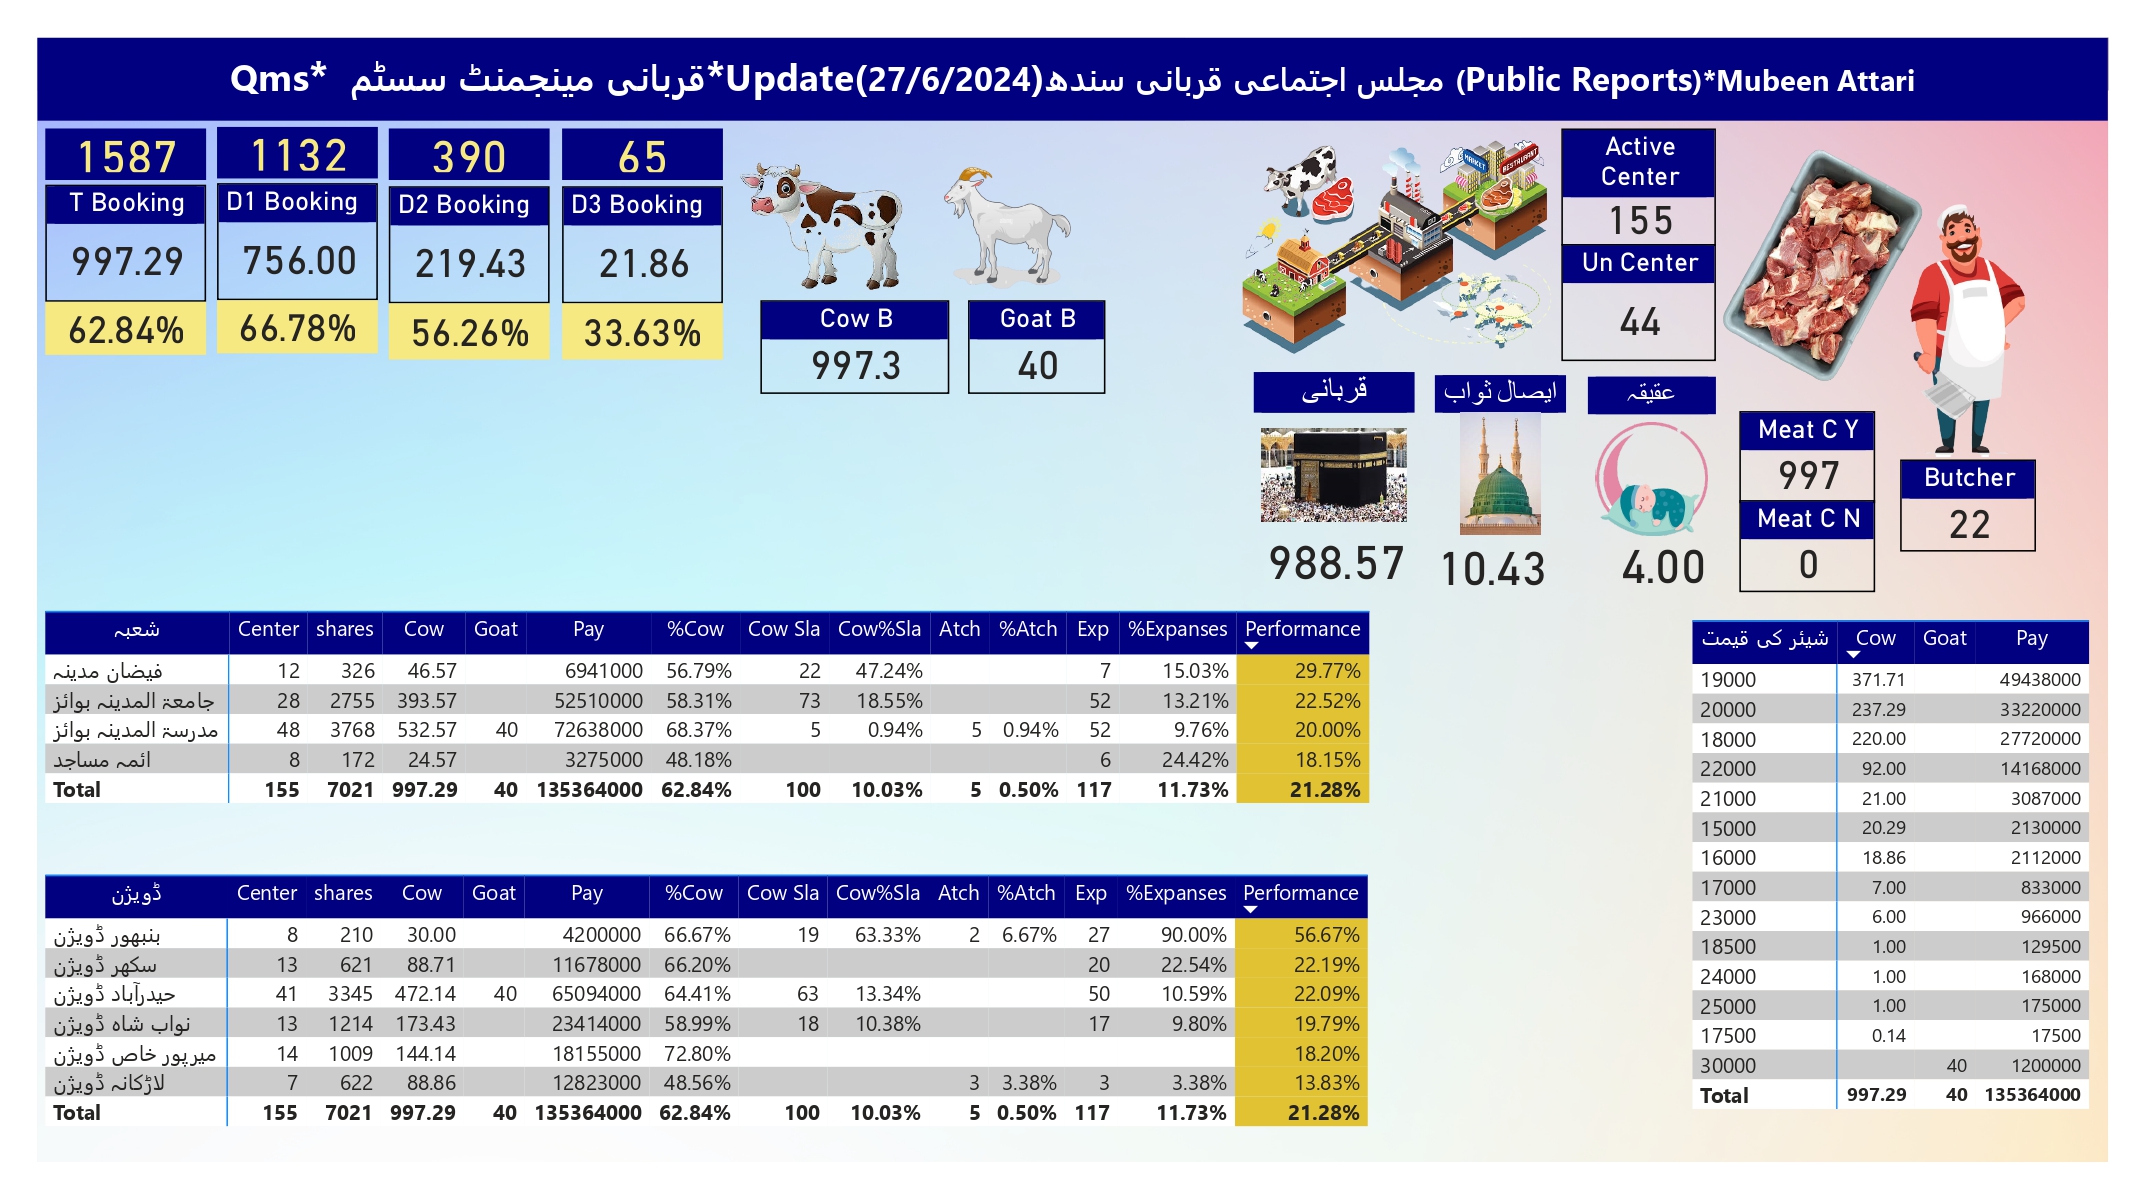 Qms* قربانی مینجمنٹ سسٹم*Update(27/6/2024)مجلس اجتماعی قربانی سندھ (Public Reports)*Mubeen Attari
1587 1132 390 65
T Booking D1 Booking D2 Booking D3 Booking
997.29 756.00 219.43 21.86
62.84% 66.78% 56.26% 33.63%
Cow B Goat B
997.3 40
MARKET RESTAURANT
Active Center
155
Un Center
44
قربانی ایصال ثواب عقیقہ
988.57 10.43 4.00
Meat C Y
997
Meat C N
0
Butcher
22
شعبہ Center shares Cow Goat Pay %Cow Cow Sla Cow%Sla Atch %Atch Exp %Expanses Performance
فیضان مدینہ 12 326 46.57 6941000 56.79% 22 47.24% 7 15.03% 29.77%
جامعۃ المدینہ بوائز 28 2755 393.57 52510000 58.31% 73 18.55% 52 13.21% 22.52%
مدرسۃ المدینہ بوائز 48 3768 532.57 40 72638000 68.37% 5 0.94% 5 0.94% 52 9.76% 20.00%
ائمہ مساجد 8 172 24.57 3275000 48.18% 6 24.42% 18.15%
Total 155 7021 997.29 40 135364000 62.84% 100 10.03% 5 0.50% 117 11.73% 21.28%
ڈویژن Center shares Cow Goat Pay %Cow Cow Sla Cow%Sla Atch %Atch Exp %Expanses Performance
بنبھور ڈویژن 8 210 30.00 4200000 66.67% 19 63.33% 2 6.67% 27 90.00% 56.67%
سکھر ڈویژن 13 621 88.71 11678000 66.20% 20 22.54% 22.19%
حیدرآباد ڈویژن 41 3345 472.14 40 65094000 64.41% 63 13.34% 50 10.59% 22.09%
نواب شاہ ڈویژن 13 1214 173.43 23414000 58.99% 18 10.38% 17 9.80% 19.79%
میرپور خاص ڈویژن 14 1009 144.14 18155000 72.80% 18.20%
لاڑکانہ ڈویژن 7 622 88.86 12823000 48.56% 3 3.38% 3 3.38% 13.83%
Total 155 7021 997.29 40 135364000 62.84% 100 10.03% 5 0.50% 117 11.73% 21.28%
شیئر کی قیمت Cow Goat Pay
19000 371.71 49438000
20000 237.29 33220000
18000 220.00 27720000
22000 92.00 14168000
21000 21.00 3087000
15000 20.29 2130000
16000 18.86 2112000
17000 7.00 833000
23000 6.00 966000
18500 1.00 129500
24000 1.00 168000
25000 1.00 175000
17500 0.14 17500
30000 40 1200000
Total 997.29 40 135364000